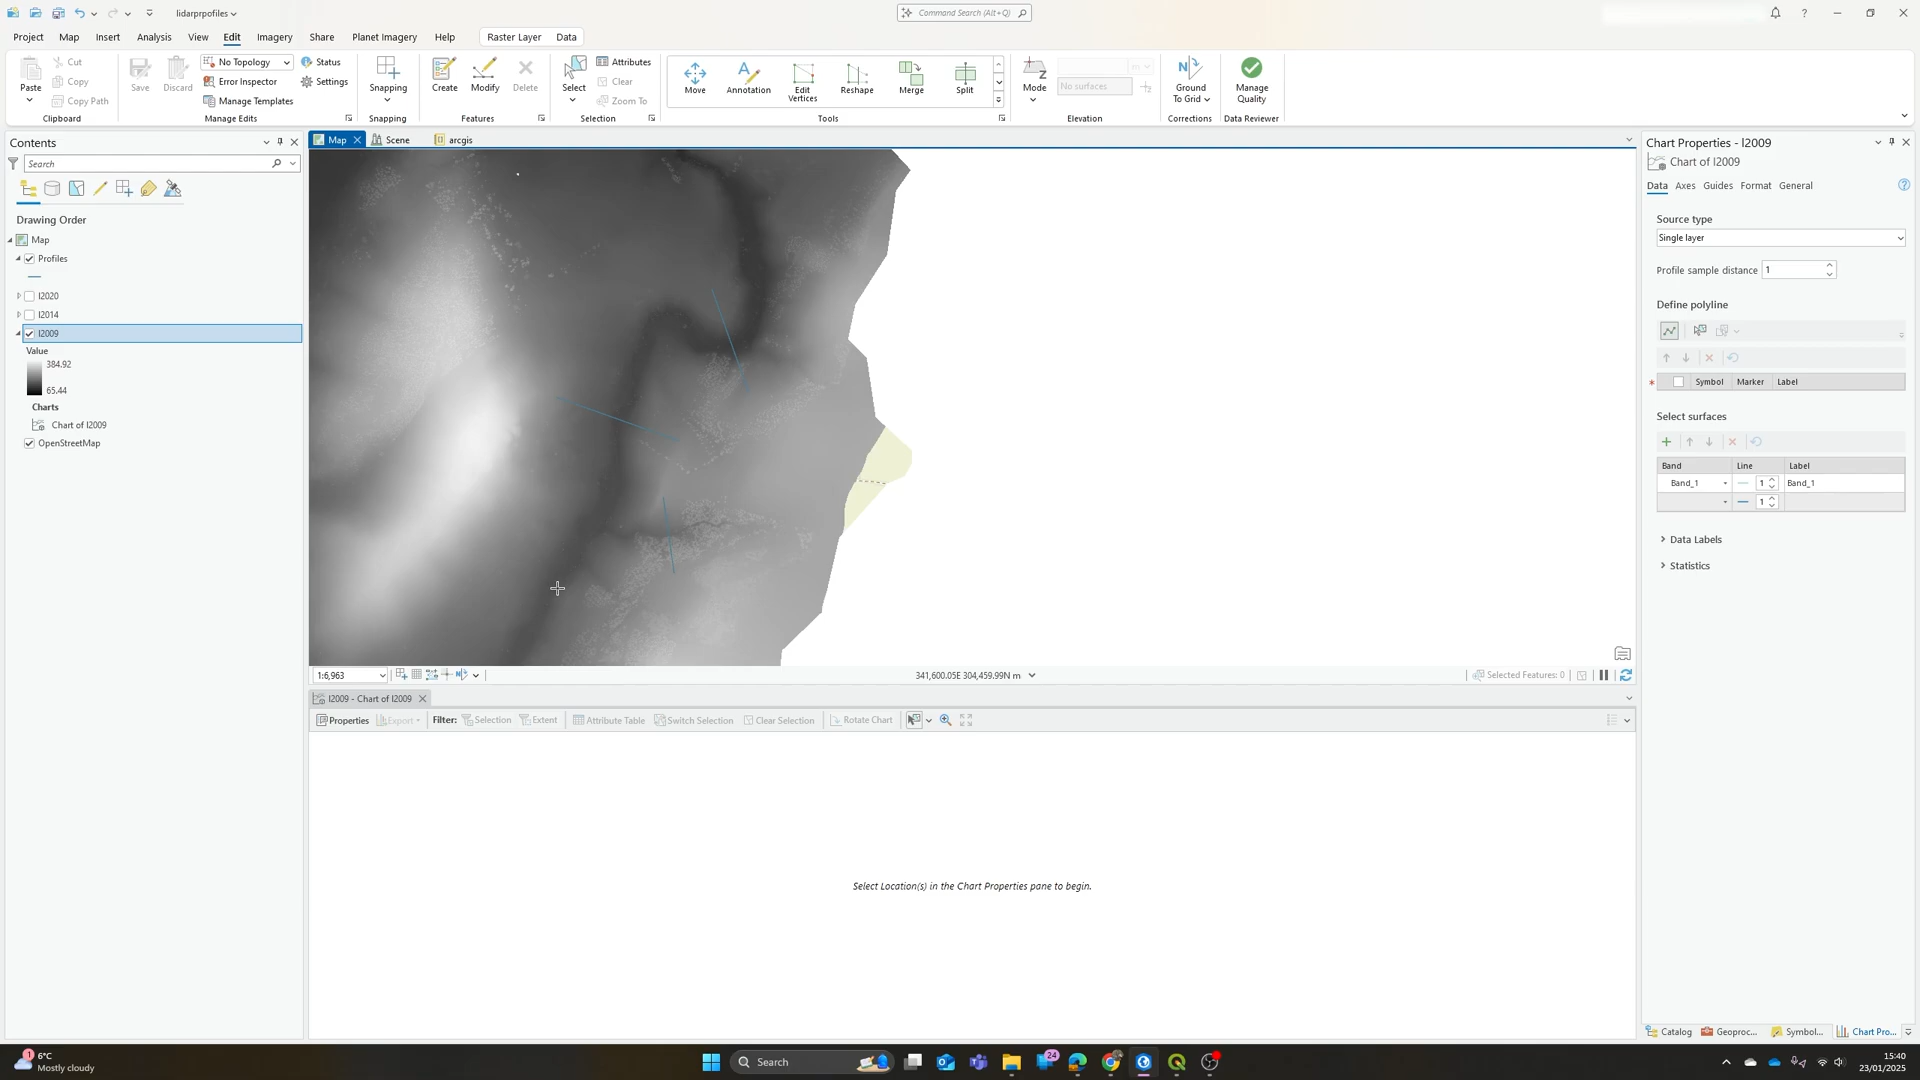 lidarprpofiles
Command Search (Alt+Q)
Project Map Insert Analysis View Edit Imagery Share Planet Imagery Help Raster Layer Data
Paste
Cut
Copy
Copy Path
Clipboard
Save
Discard
No Topology
Error Inspector
Manage Templates
Status
Settings
Manage Edits
Snapping
Snapping
Create
Modify
Delete
Features
Select
Attributes
Clear
Zoom To
Selection
Move
Annotation
Edit
Vertices
Reshape
Merge
Split
Tools
Mode
No surfaces
Elevation
Ground
To Grid
Corrections
Manage
Quality
Data Reviewer
Contents
Search
Drawing Order
Map
Profiles
l2020
l2014
l2009
Value
384.92
65.44
Charts
Chart of l2009
OpenStreetMap
Map
Scene
arcgis
1:6,963
341,600.05E 304,459.99N m
Selected Features: 0
l2009 - Chart of l2009
Properties
Export
Filter:
Selection
Extent
Attribute Table
Switch Selection
Clear Selection
Rotate Chart
Select Location(s) in the Chart Properties pane to begin.
Chart Properties - l2009
Chart of l2009
Data Axes Guides Format General
Source type
Single layer
Profile sample distance 1
Define polyline
Symbol Marker Label
Select surfaces
Band Line Label
Band_1 1 Band_1
1
Data Labels
Statistics
Catalog Geoproc... Symbol... Chart Pro...
1
6°C
Mostly cloudy
Search
24
15:40
23/01/2025